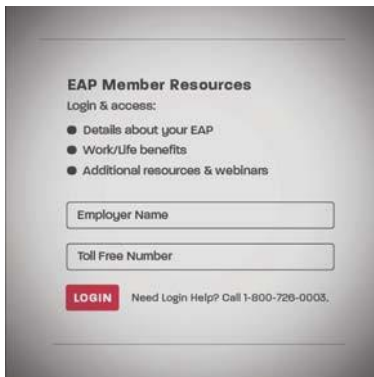 EAP Member Resources
Login & access:
Details about your EAP
Work/Life benefits
Additional resources & webinars
Employer Name
Toll Free Number
LOGIN Need Login Help? Call 1-800-726-0003.